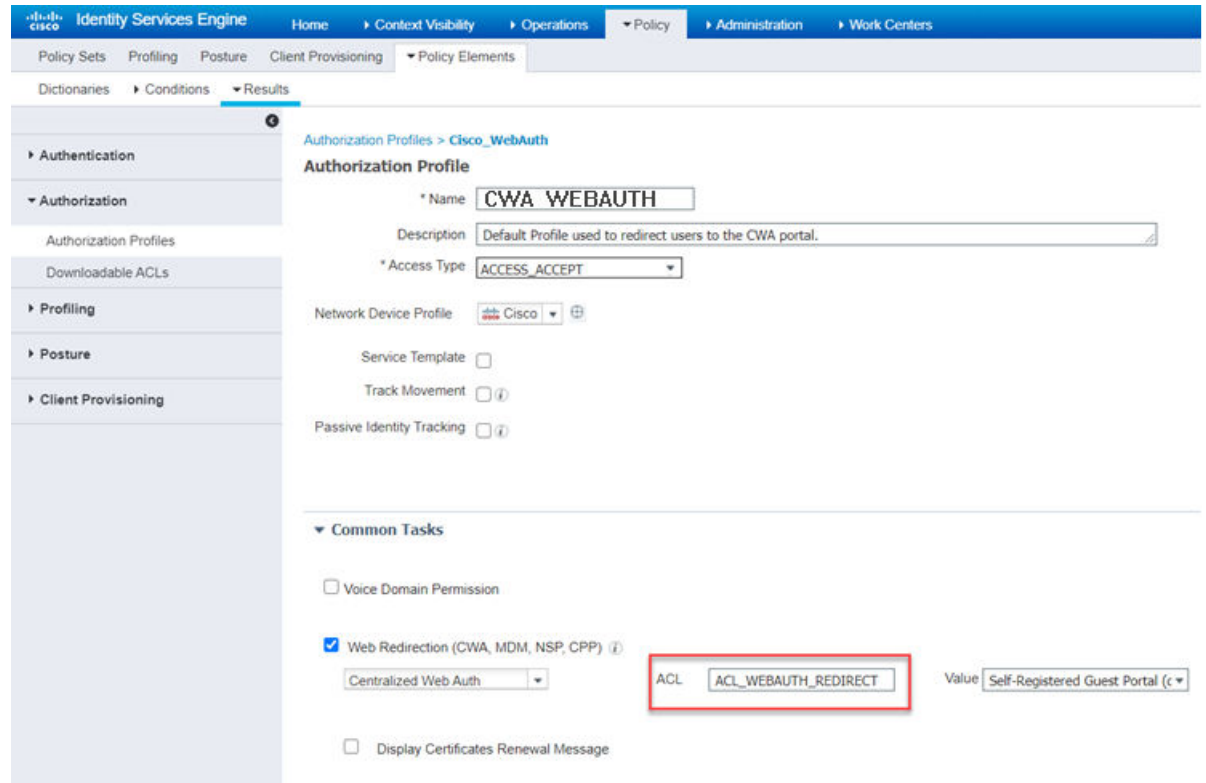 cisco Identity Services Engine Home Context Visibility Operations Policy Administration Work Centers
Policy Sets Profiling Posture Client Provisioning Policy Elements
Dictionaries Conditions Results
Authentication
Authorization
Authorization Profiles
Downloadable ACLs
Profiling
Posture
Client Provisioning
Authorization Profiles > Cisco_WebAuth
Authorization Profile
* Name CWA WEBAUTH
Description Default Profile used to redirect users to the CWA portal.
* Access Type ACCESS_ACCEPT
Network Device Profile Cisco
Service Template
Track Movement i
Passive Identity Tracking i
Common Tasks
Voice Domain Permission
Web Redirection (CWA, MDM, NSP, CPP) i
Centralized Web Auth ACL ACL_WEBAUTH_REDIRECT Value Self-Registered Guest Portal (c
Display Certificates Renewal Message